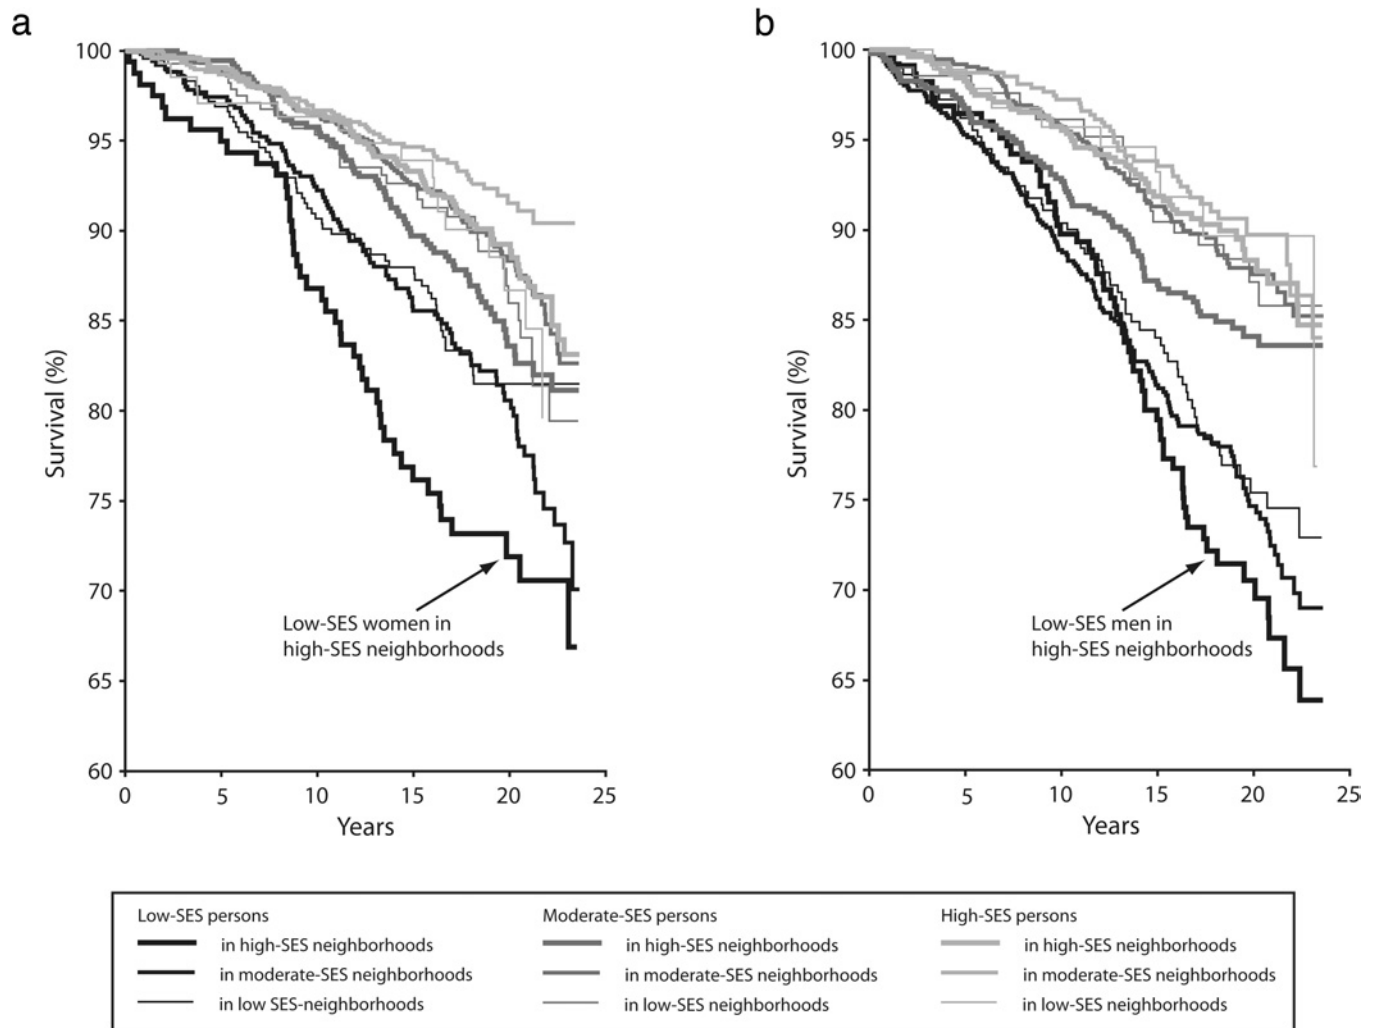 a
b
100
95
90
85
80
75
70
65
60
Survival (%)
0
5
10
15
20
25
Years
Low-SES women in
high-SES neighborhoods
100
95
90
85
80
75
70
65
60
Survival (%)
0
5
10
15
20
25
Years
Low-SES men in
high-SES neighborhoods
Low-SES persons
in high-SES neighborhoods
in moderate-SES neighborhoods
in low SES-neighborhoods
Moderate-SES persons
in high-SES neighborhoods
in moderate-SES neighborhoods
in low-SES neighborhoods
High-SES persons
in high-SES neighborhoods
in moderate-SES neighborhoods
in low-SES neighborhoods